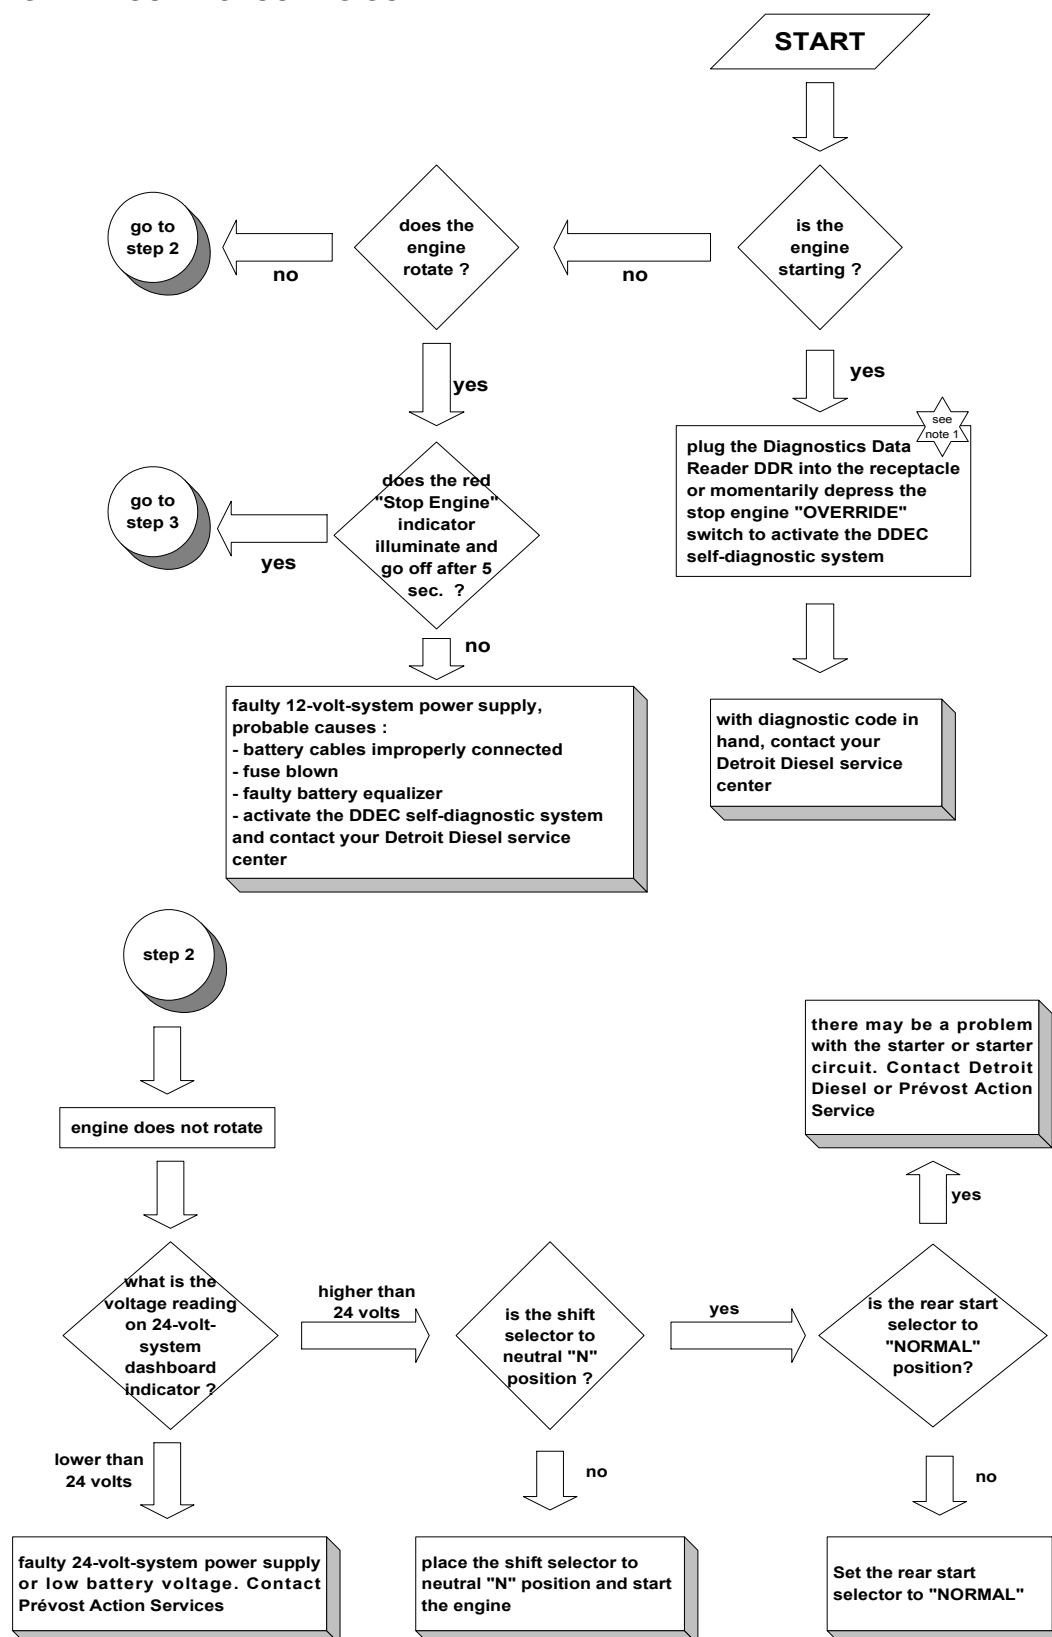 START
is the
engine
starting ?
no
does the
engine
rotate ?
no
go to
step 2
yes
yes
see
note 1
plug the Diagnostics Data
Reader DDR into the receptacle
or momentarily depress the
stop engine "OVERRIDE"
switch to activate the DDEC
self-diagnostic system
does the red
"Stop Engine"
indicator
illuminate and
go off after 5
sec. ?
yes
go to
step 3
no
with diagnostic code in
hand, contact your
Detroit Diesel service
center
faulty 12-volt-system power supply,
probable causes :
- battery cables improperly connected
- fuse blown
- faulty battery equalizer
- activate the DDEC self-diagnostic system
and contact your Detroit Diesel service
center
step 2
engine does not rotate
what is the
voltage reading
on 24-volt-
system
dashboard
indicator ?
higher than
24 volts
is the shift
selector to
neutral "N"
position ?
yes
is the rear start
selector to
"NORMAL"
position?
yes
there may be a problem
with the starter or starter
circuit. Contact Detroit
Diesel or Prévost Action
Service
lower than
24 volts
no
no
faulty 24-volt-system power supply
or low battery voltage. Contact
Prévost Action Services
place the shift selector to
neutral "N" position and start
the engine
Set the rear start
selector to "NORMAL"